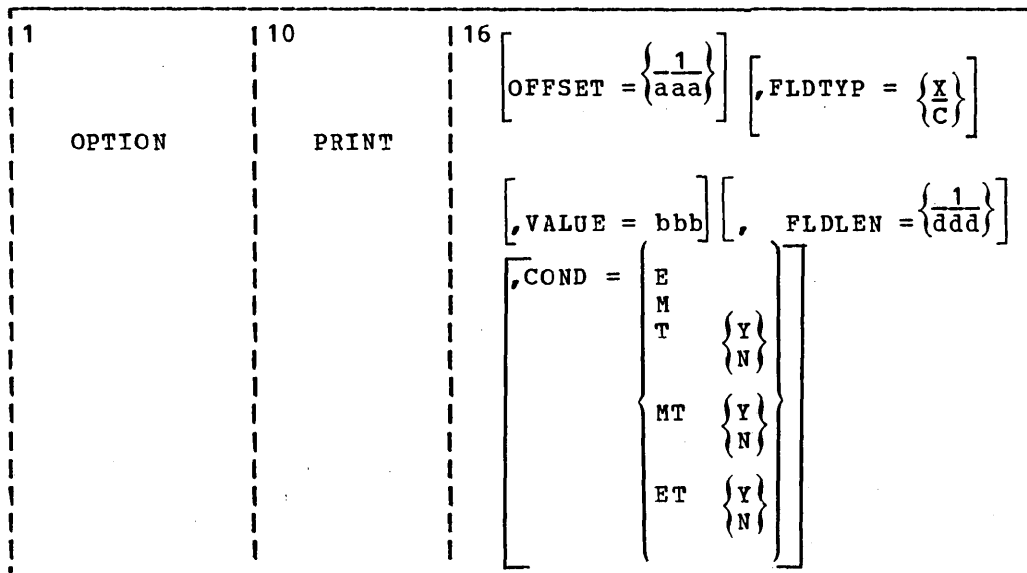 1 10 16
1
OFFSET = aaa ,FLDTYP = X
C
OPTION PRINT
,VALUE = bbb , FLDLEN = 1
ddd
,COND = E
M
T Y
N
MT Y
N
ET Y
N